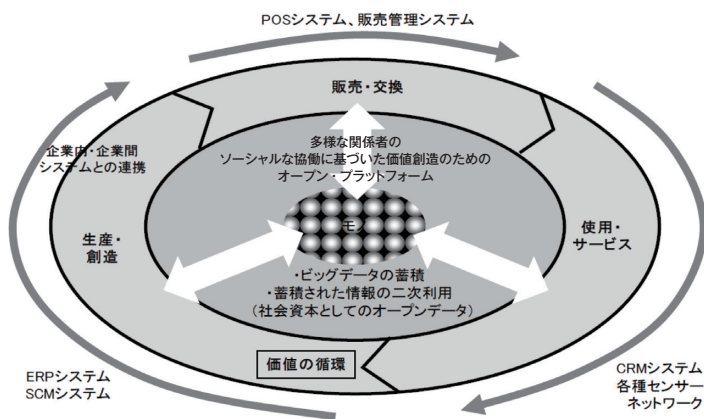 POSシステム、販売管理システム
販売・交換
多様な関係者の
ソーシャルな協働に基づいた価値創造のための
オープン・プラットフォーム
企業内・企業間
システムとの連携
モノ
生産・
創造
使用・
サービス
・ビッグデータの蓄積
・蓄積された情報の二次利用
（社会資本としてのオープンデータ）
価値の循環
ERPシステム
SCMシステム
CRMシステム
各種センサー
ネットワーク